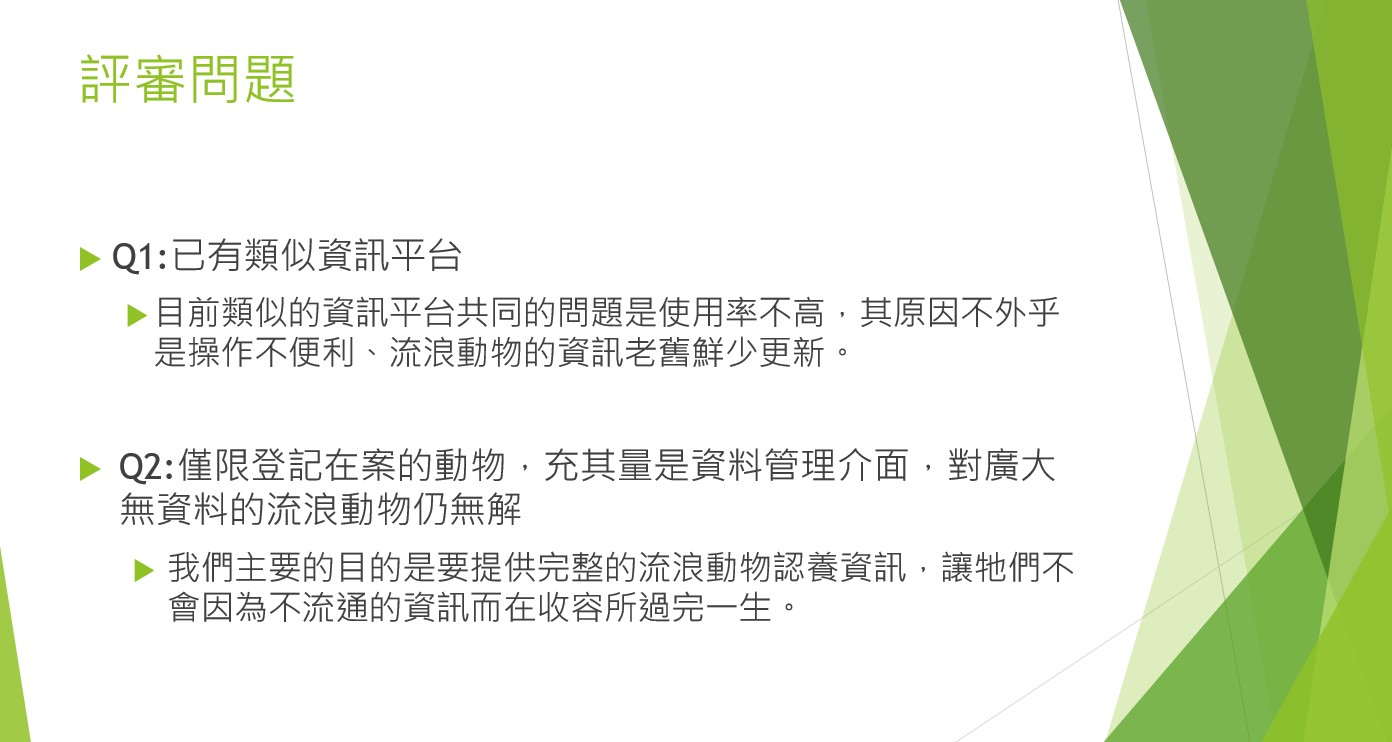 評審問題
Q1:已有類似資訊平台
目前類似的資訊平台共同的問題是使用率不高，其原因不外乎
是操作不便利、流浪動物的資訊老舊鮮少更新。
Q2:僅限登記在案的動物，充其量是資料管理介面，對廣大
無資料的流浪動物仍無解
我們主要的目的是要提供完整的流浪動物認養資訊，讓牠們不
會因為不流通的資訊而在收容所過完一生。